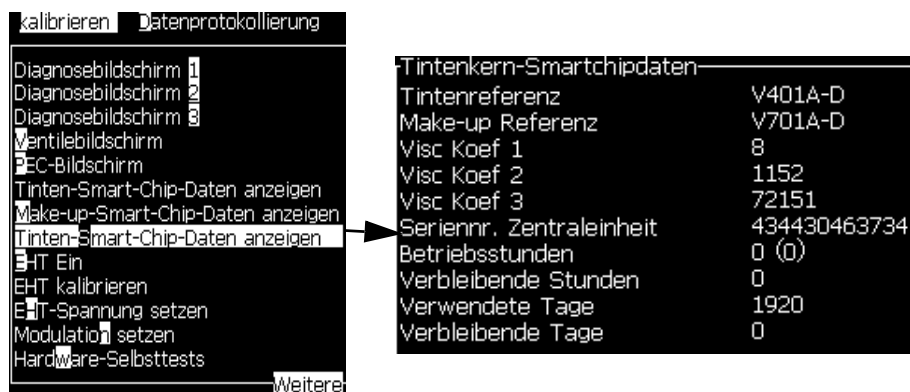 kalibrieren Datenprotokollierung
Diagnosebildschirm 1
Diagnosebildschirm 2
Diagnosebildschirm 3
Ventilebildschirm
PEC-Bildschirm
Tinten-Smart-Chip-Daten anzeigen
Make-up-Smart-Chip-Daten anzeigen
Tinten-Smart-Chip-Daten anzeigen
EHT Ein
EHT kalibrieren
EHT-Spannung setzen
Modulation setzen
Hardware-Selbsttests
Weitere
Tintenkern-Smartchipdaten
Tintenreferenz V401A-D
Make-up Referenz V701A-D
Visc Koef 1 8
Visc Koef 2 1152
Visc Koef 3 72151
Seriennr. Zentraleinheit 434430463734
Betriebsstunden 0 (0)
Verbleibende Stunden 0
Verwendete Tage 1920
Verbleibende Tage 0